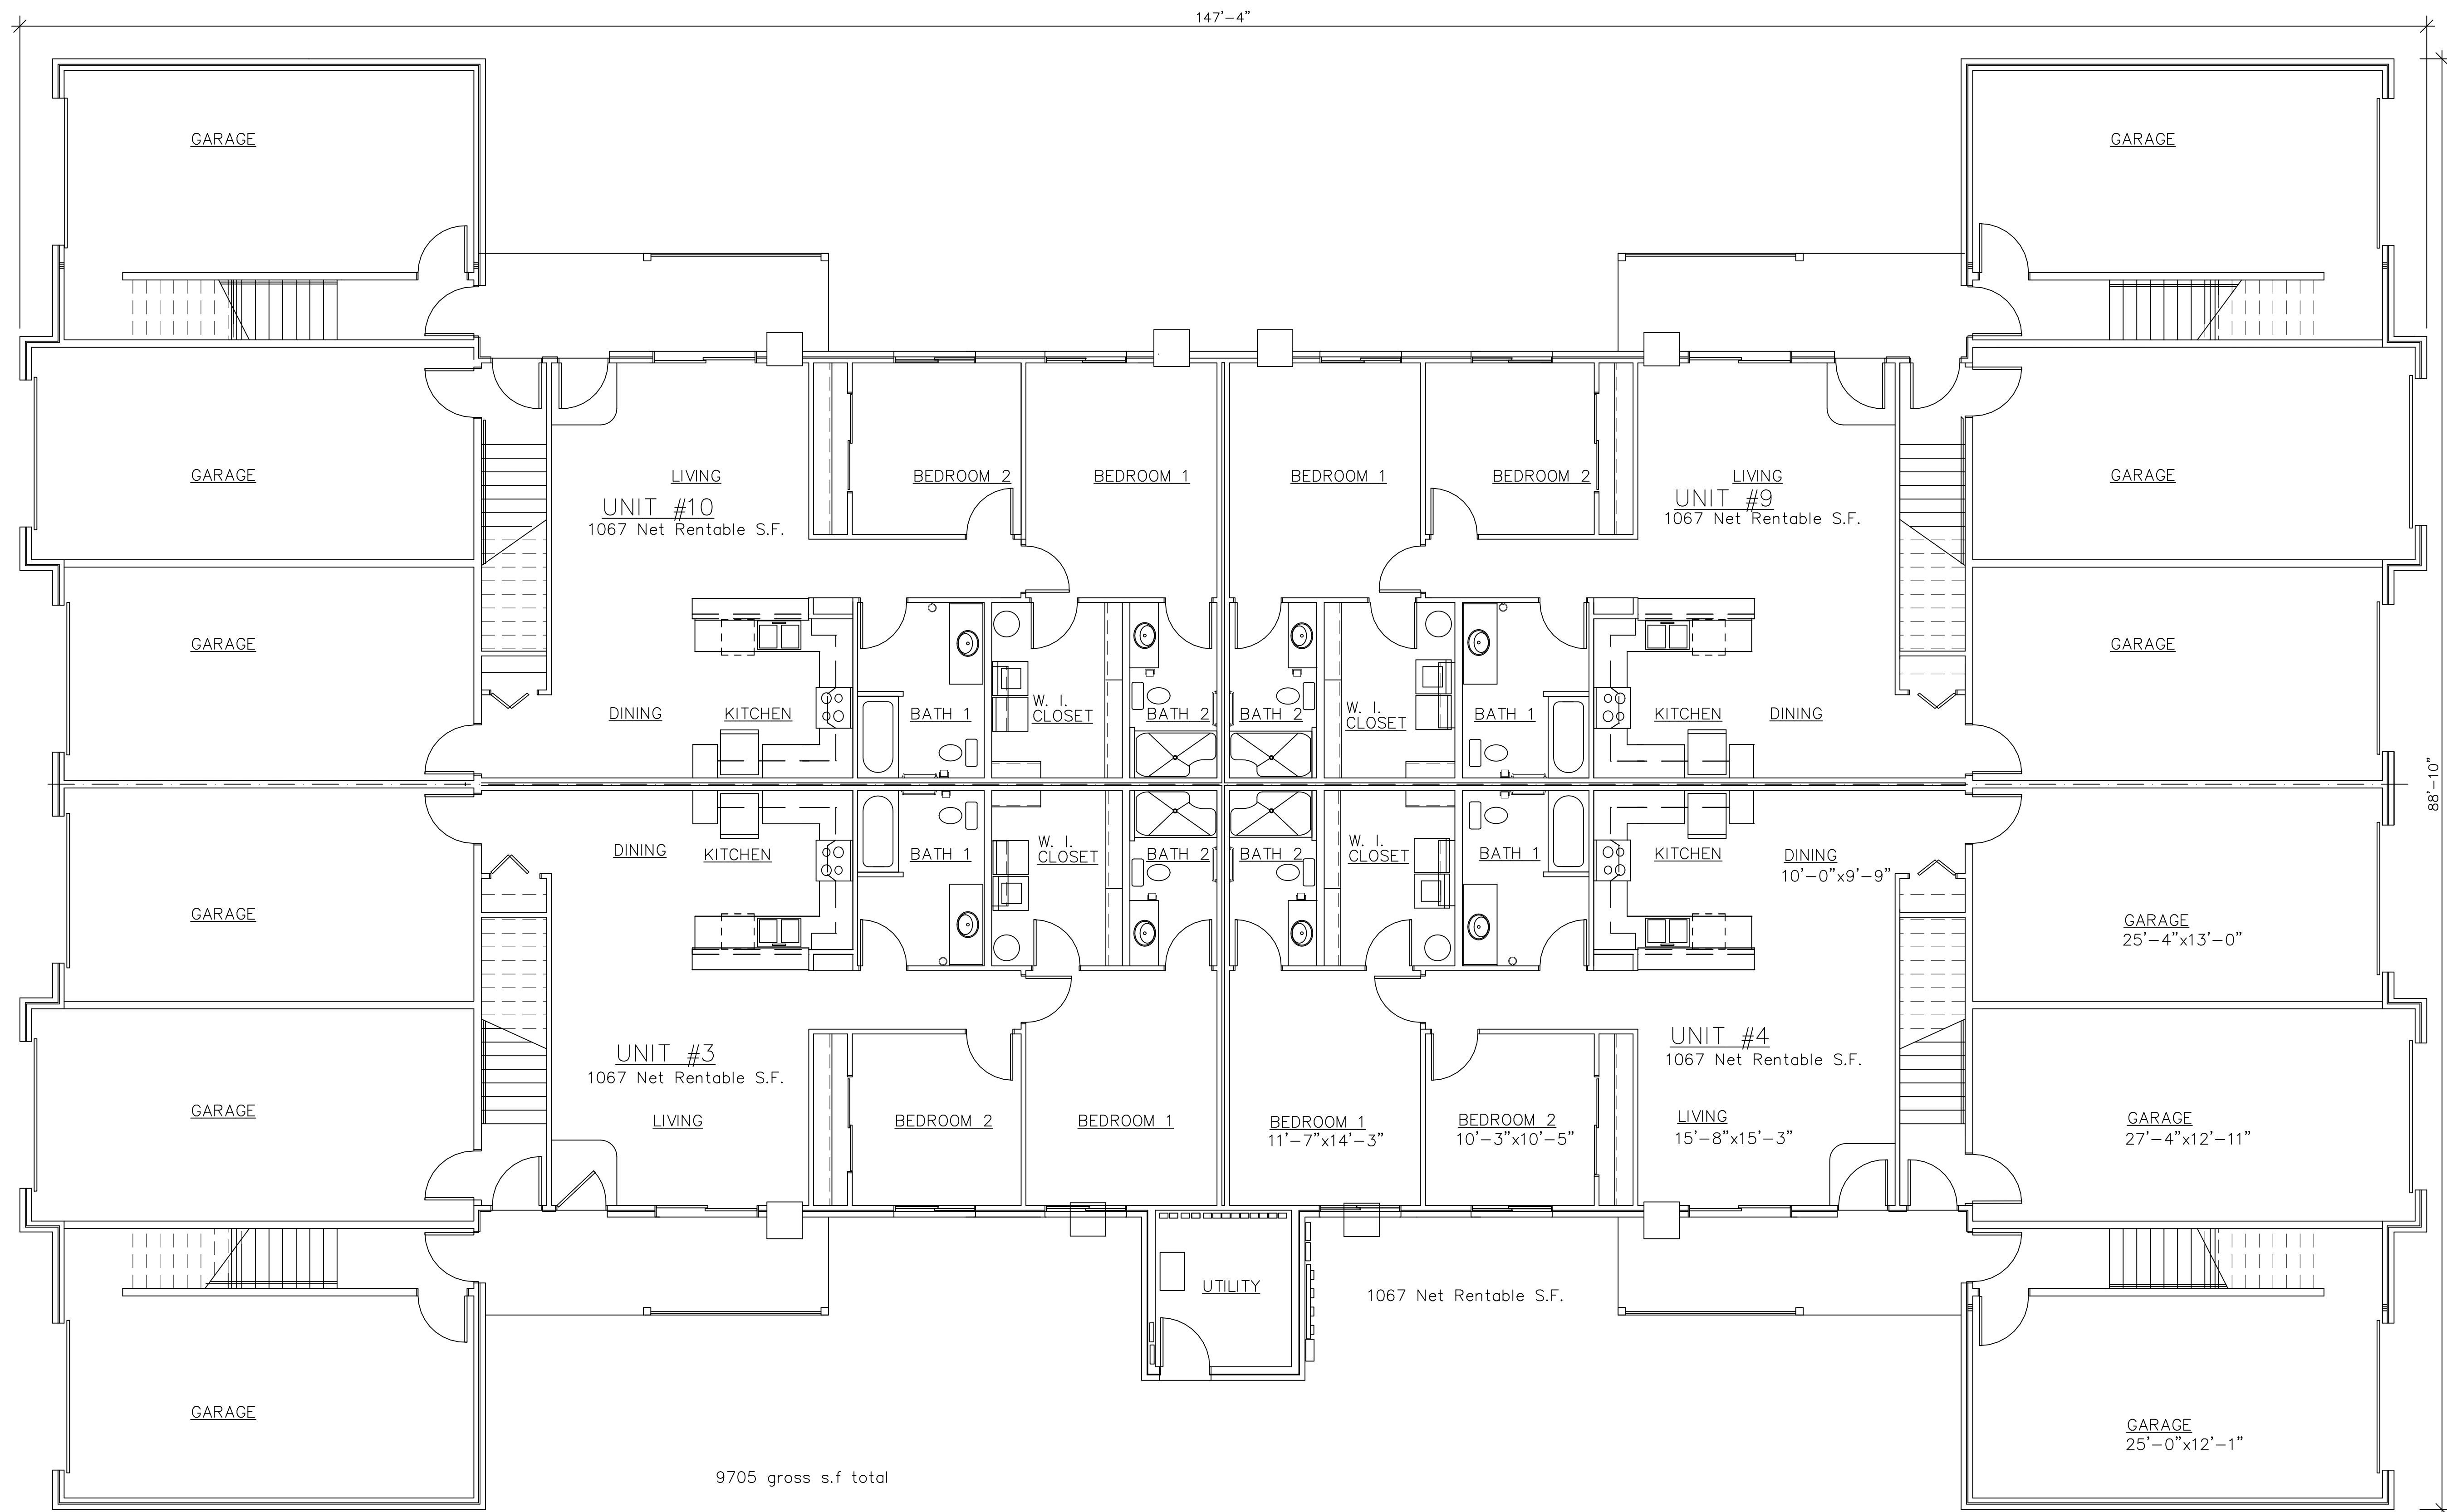 147'-4"
GARAGE
GARAGE
GARAGE
LIVING
BEDROOM 2
BEDROOM 1
BEDROOM 1
BEDROOM 2
LIVING
GARAGE
UNIT #10
1067 Net Rentable S.F.
UNIT #9
1067 Net Rentable S.F.
GARAGE
GARAGE
DINING
KITCHEN
BATH 1
W. I.
CLOSET
BATH 2
BATH 2
W. I.
CLOSET
BATH 1
KITCHEN
DINING
88'-10"
DINING
KITCHEN
BATH 1
W. I.
CLOSET
BATH 2
BATH 2
W. I.
CLOSET
BATH 1
KITCHEN
DINING
10'-0"x9'-9"
GARAGE
GARAGE
25'-4"x13'-0"
UNIT #3
1067 Net Rentable S.F.
UNIT #4
1067 Net Rentable S.F.
GARAGE
LIVING
BEDROOM 2
BEDROOM 1
BEDROOM 1
11'-7"x14'-3"
BEDROOM 2
10'-3"x10'-5"
LIVING
15'-8"x15'-3"
GARAGE
27'-4"x12'-11"
UTILITY
1067 Net Rentable S.F.
GARAGE
GARAGE
25'-0"x12'-1"
9705 gross s.f total